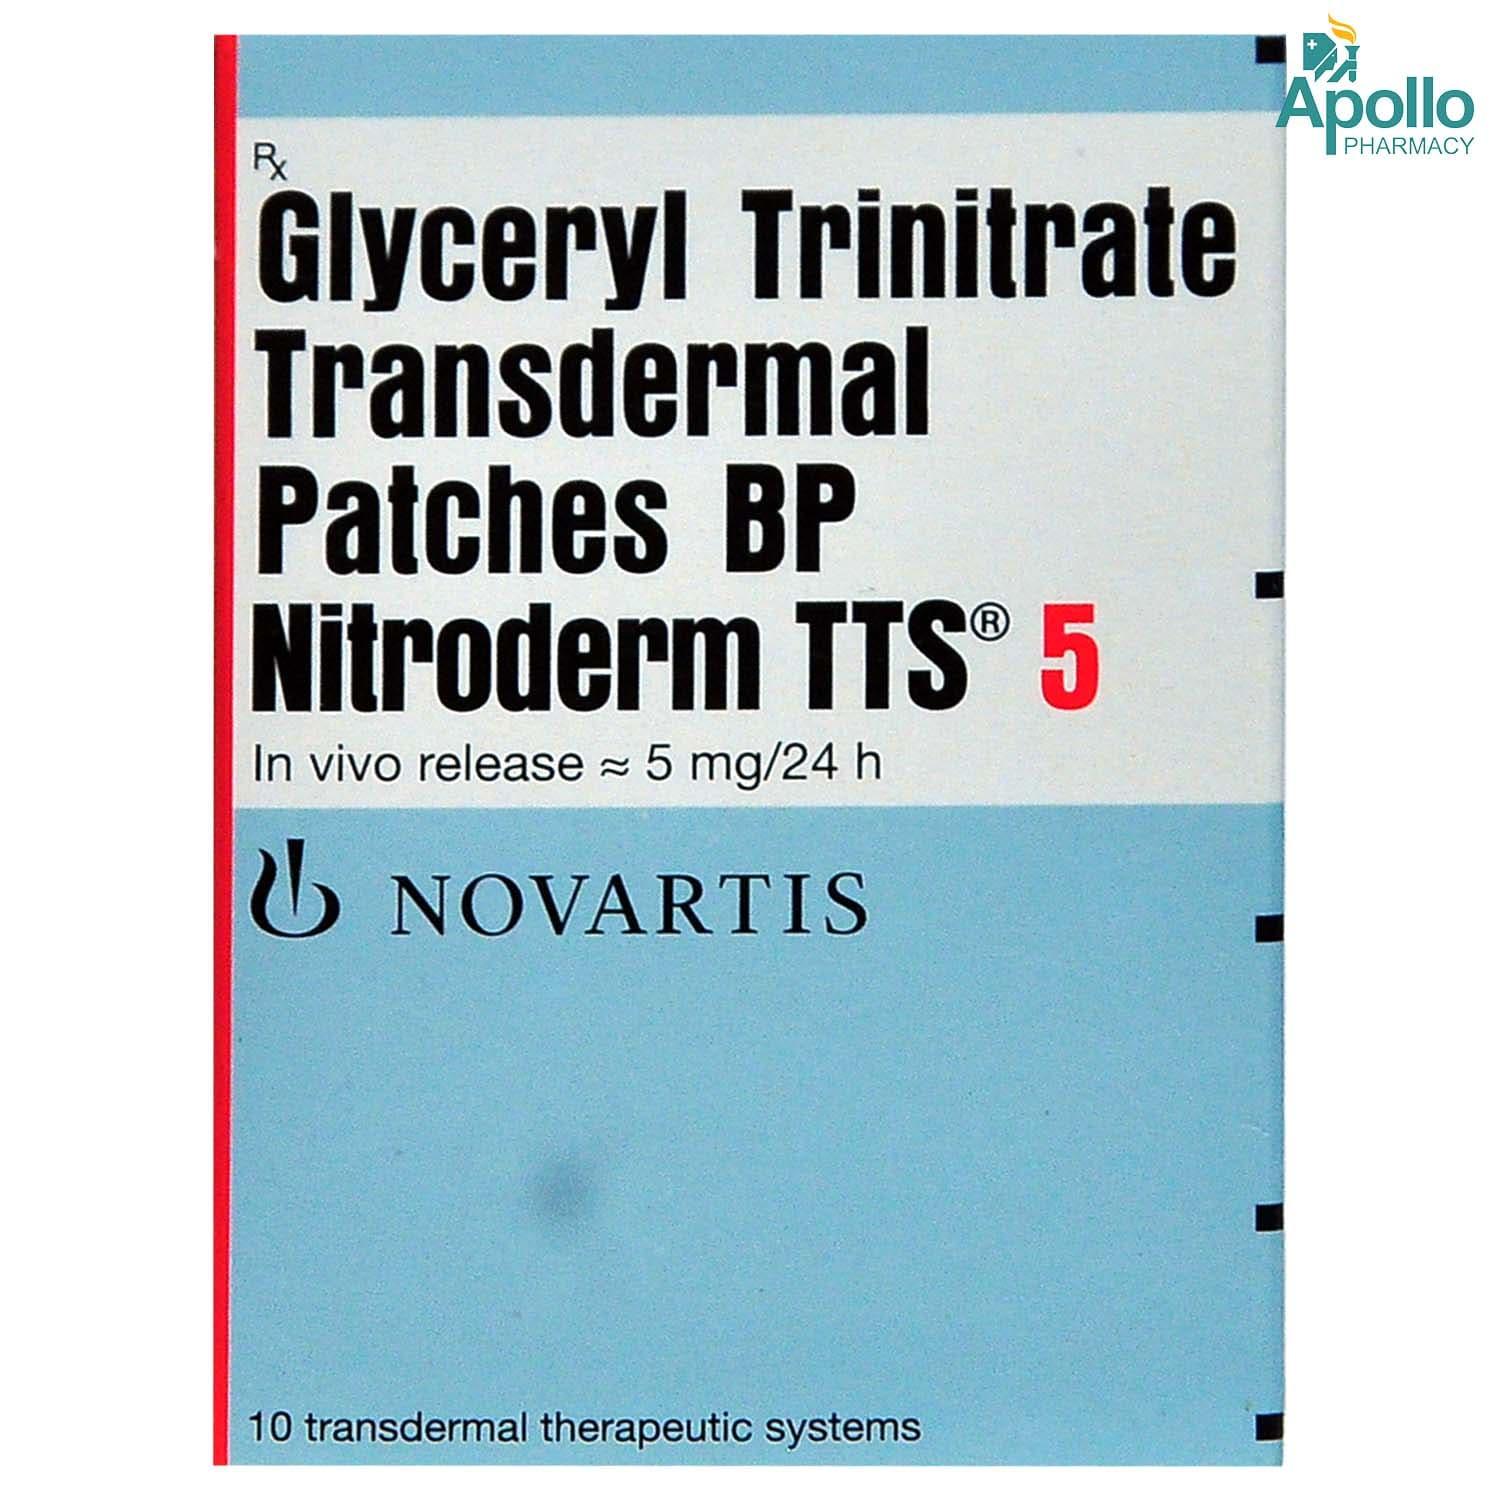 Apollo
PHARMACY
Rx
Glyceryl Trinitrate
Transdermal
Patches BP
Nitroderm TTS® 5
In vivo release ≈ 5 mg/24 h
NOVARTIS
10 transdermal therapeutic systems